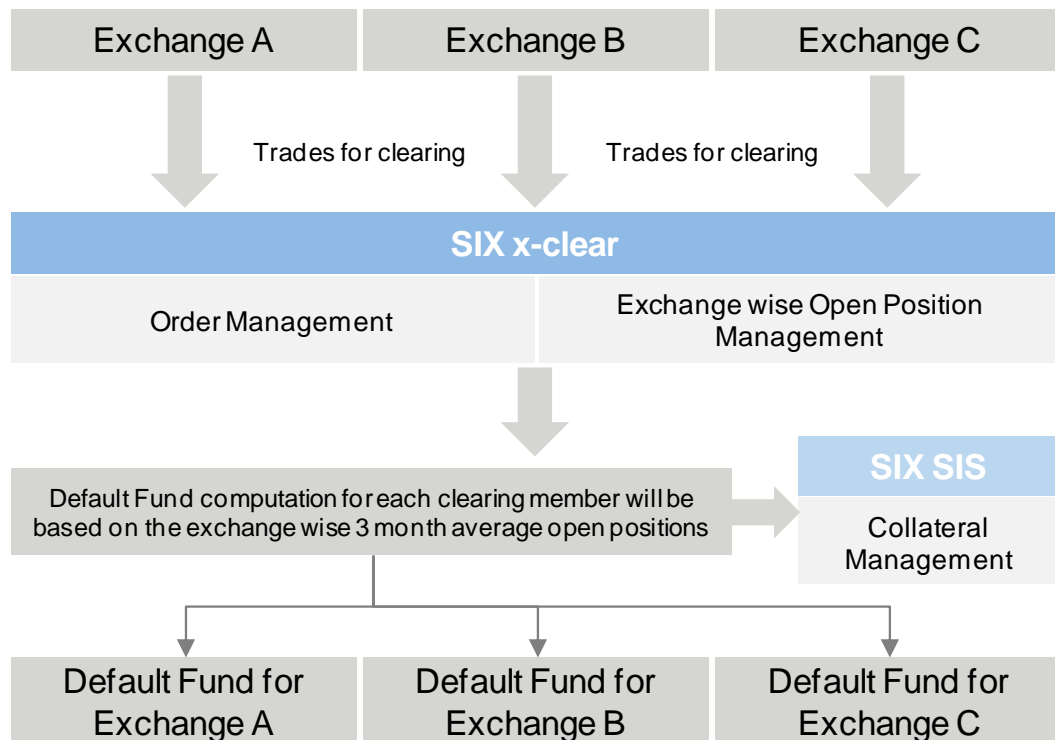 Exchange A
Exchange B
Exchange C
Trades for clearing
Trades for clearing
SIX x-clear
Order Management
Exchange wise Open Position
Management
SIX SIS
Default Fund computation for each clearing member will be
based on the exchange wise 3 month average open positions
Collateral
Management
Default Fund for
Exchange A
Default Fund for
Exchange B
Default Fund for
Exchange C